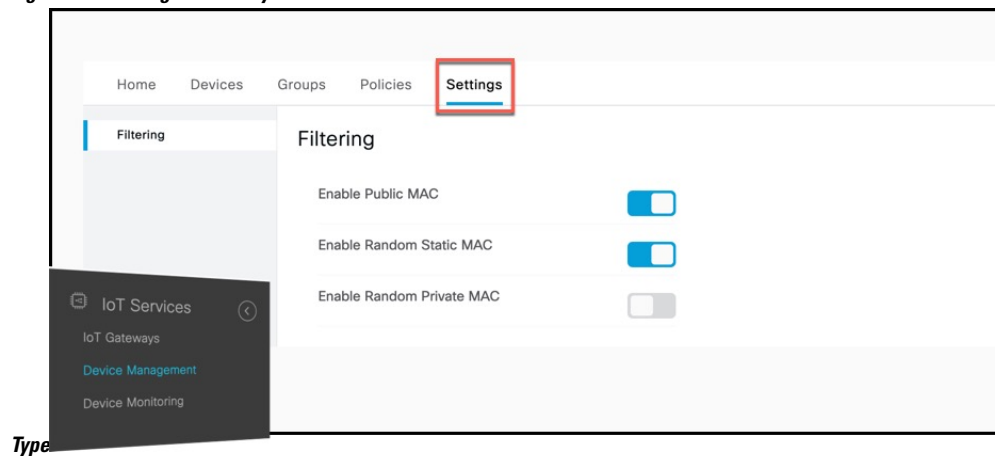 Home Devices Groups Policies Settings
Filtering
Filtering
Enable Public MAC
Enable Random Static MAC
Enable Random Private MAC
IoT Services
IoT Gateways
Device Management
Device Monitoring
Type